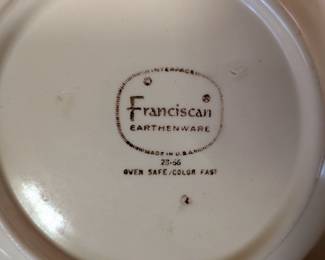 INTERPACE
Franciscan ®
EARTHENWARE
MADE IN U.S.A.
OVEN SAFE/COLOR FAST